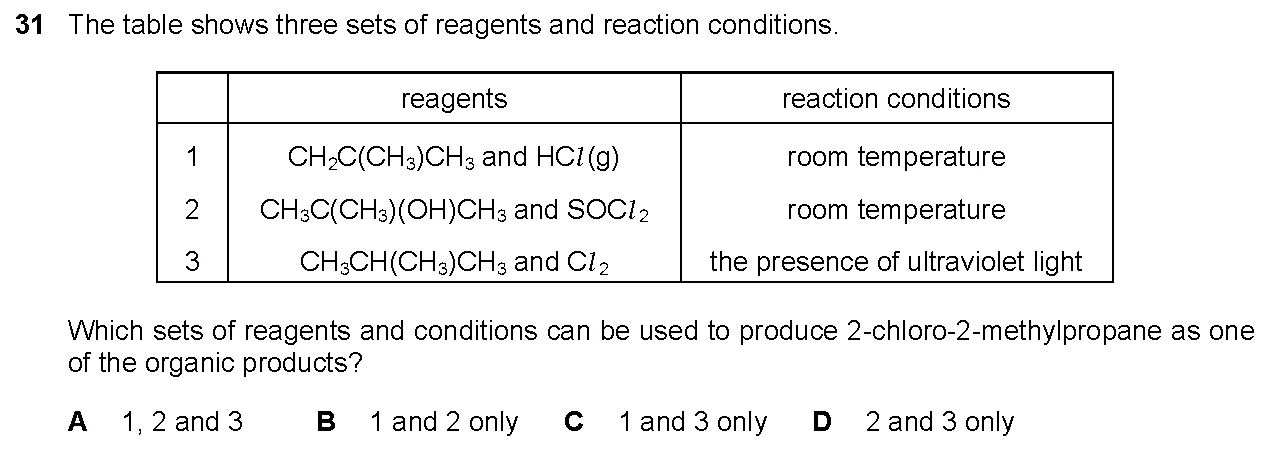 31 The table shows three sets of reagents and reaction conditions.
reagents reaction conditions
1 CH₂C(CH₃)CH₃ and HCl(g) room temperature
2 CH₃C(CH₃)(OH)CH₃ and SOCl₂ room temperature
3 CH₃CH(CH₃)CH₃ and Cl₂ the presence of ultraviolet light
Which sets of reagents and conditions can be used to produce 2-chloro-2-methylpropane as one
of the organic products?
A 1, 2 and 3 B 1 and 2 only C 1 and 3 only D 2 and 3 only